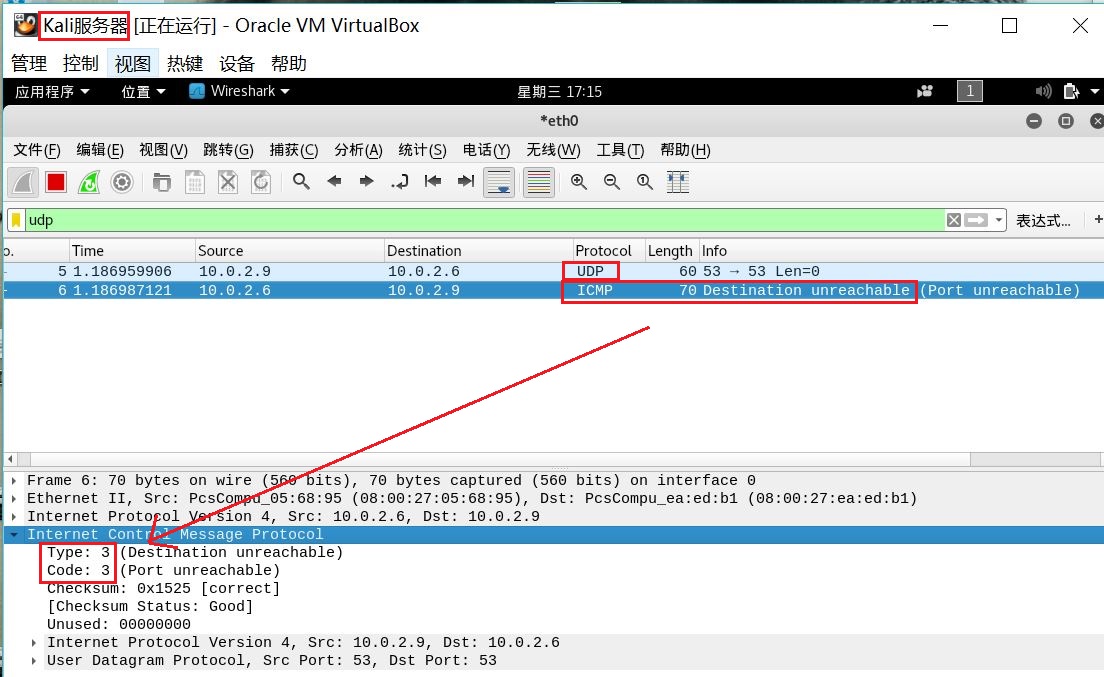 Kali服务器 [正在运行] - Oracle VM VirtualBox
管理 控制 视图 热键 设备 帮助
应用程序 位置 Wireshark 星期三 17:15 1
*eth0
文件(F) 编辑(E) 视图(V) 跳转(G) 捕获(C) 分析(A) 统计(S) 电话(Y) 无线(W) 工具(T) 帮助(H)
udp 表达式… +
o. Time Source Destination Protocol Length Info
5 1.186959906 10.0.2.9 10.0.2.6 UDP 60 53 → 53 Len=0
6 1.186987121 10.0.2.6 10.0.2.9 ICMP 70 Destination unreachable (Port unreachable)
Frame 6: 70 bytes on wire (560 bits), 70 bytes captured (560 bits) on interface 0
Ethernet II, Src: PcsCompu_05:68:95 (08:00:27:05:68:95), Dst: PcsCompu_ea:ed:b1 (08:00:27:ea:ed:b1)
Internet Protocol Version 4, Src: 10.0.2.6, Dst: 10.0.2.9
Internet Control Message Protocol
Type: 3 (Destination unreachable)
Code: 3 (Port unreachable)
Checksum: 0x1525 [correct]
[Checksum Status: Good]
Unused: 00000000
Internet Protocol Version 4, Src: 10.0.2.9, Dst: 10.0.2.6
User Datagram Protocol, Src Port: 53, Dst Port: 53